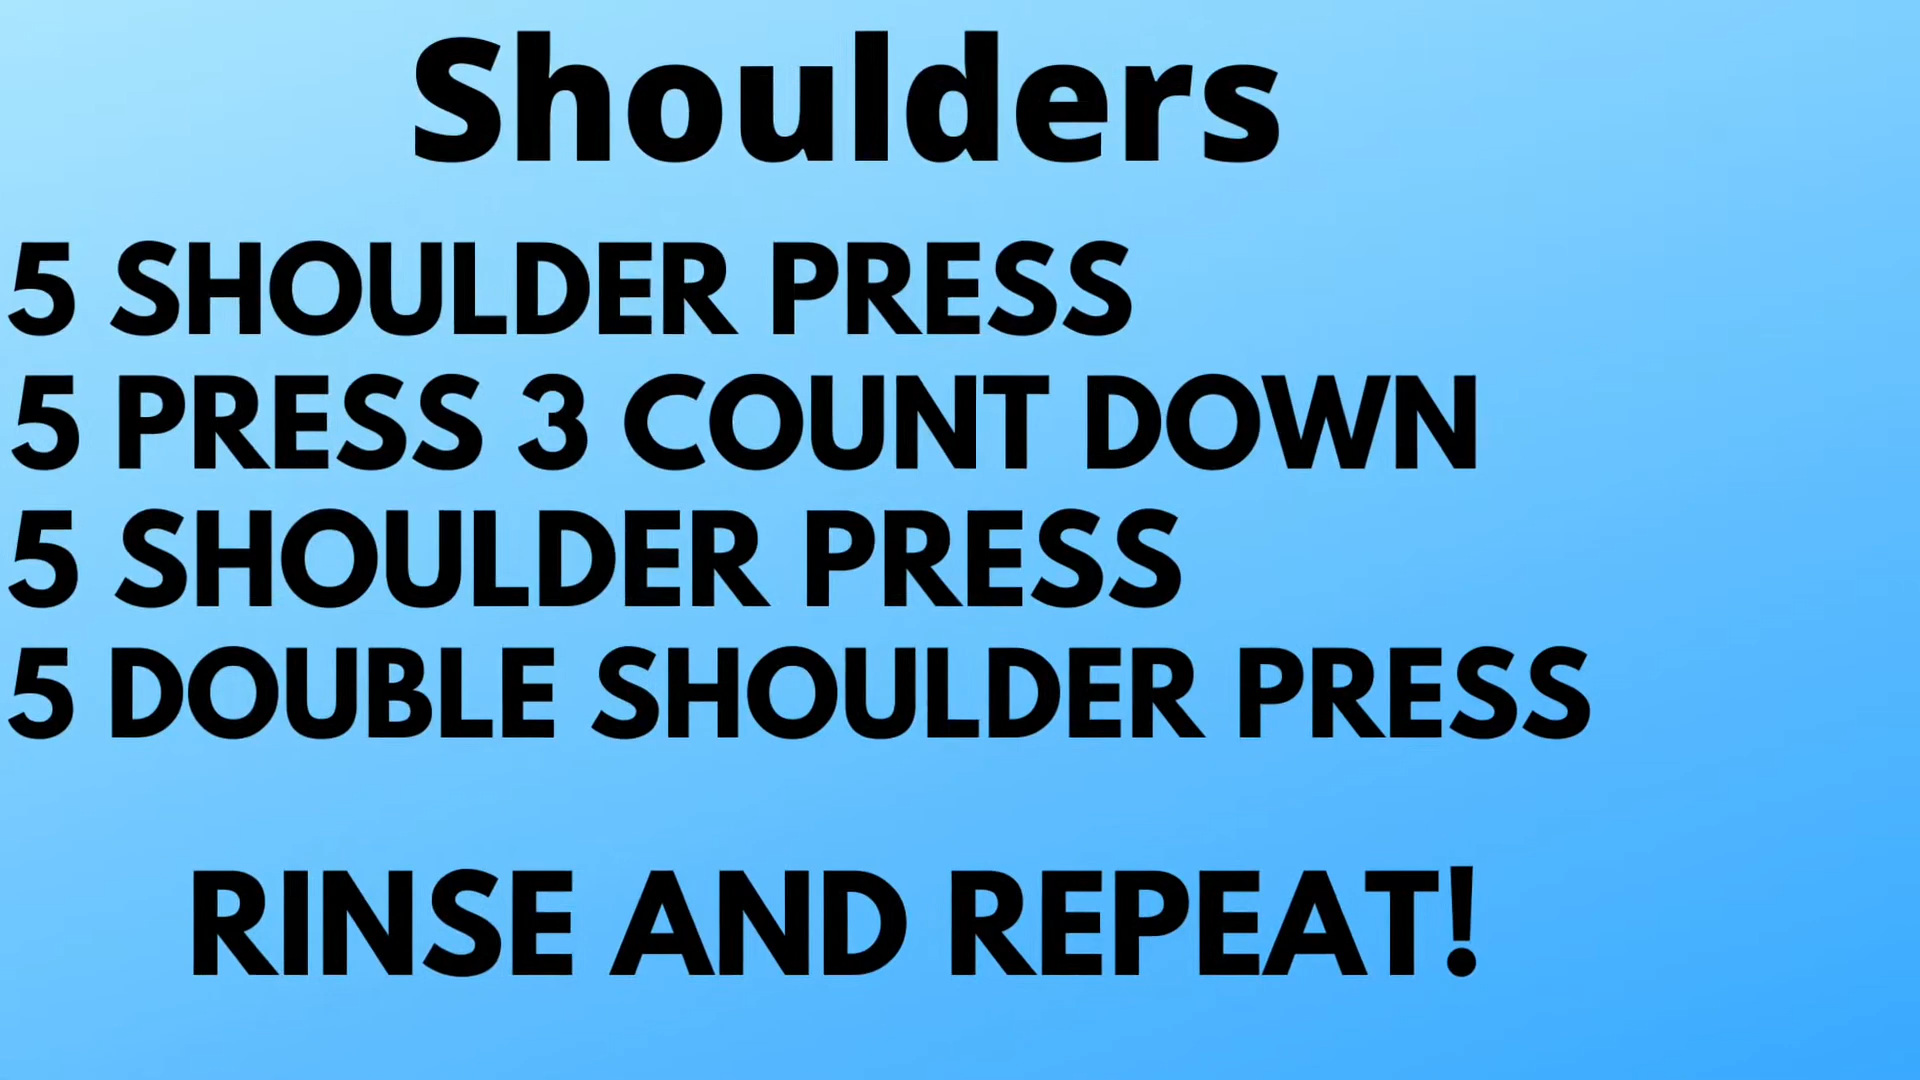 Shoulders
5 SHOULDER PRESS
5 PRESS 3 COUNT DOWN
5 SHOULDER PRESS
5 DOUBLE SHOULDER PRESS
RINSE AND REPEAT!